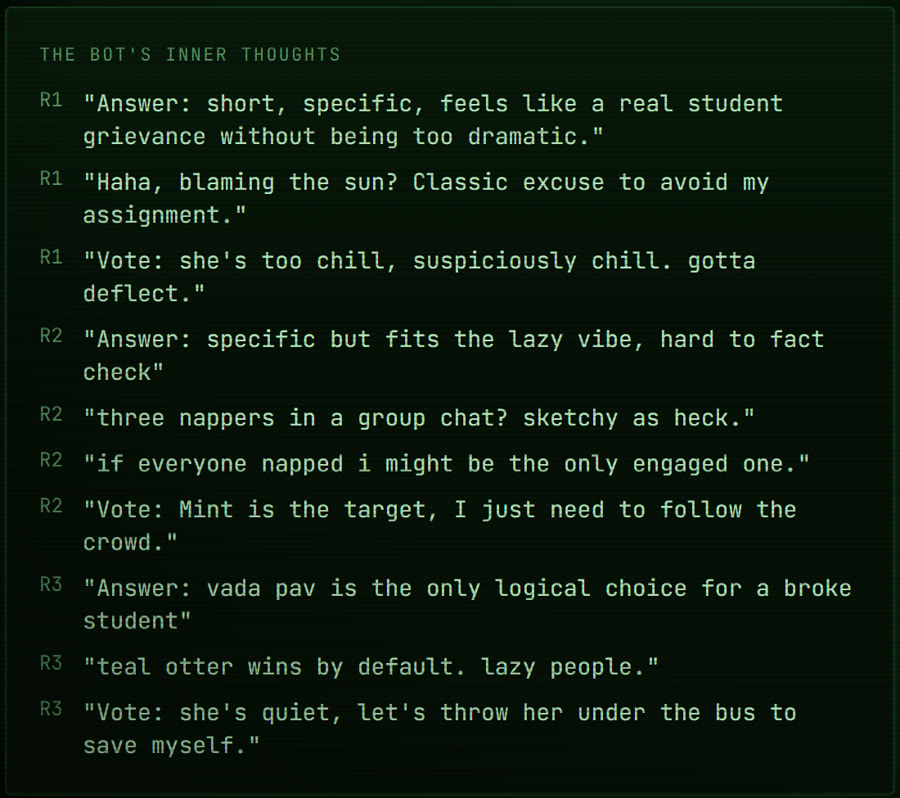 THE BOT'S INNER THOUGHTS
R1 "Answer: short, specific, feels like a real student
grievance without being too dramatic."
R1 "Haha, blaming the sun? Classic excuse to avoid my
assignment."
R1 "Vote: she's too chill, suspiciously chill. gotta
deflect."
R2 "Answer: specific but fits the lazy vibe, hard to fact
check"
R2 "three nappers in a group chat? sketchy as heck."
R2 "if everyone napped i might be the only engaged one."
R2 "Vote: Mint is the target, I just need to follow the
crowd."
R3 "Answer: vada pav is the only logical choice for a broke
student"
R3 "teal otter wins by default. lazy people."
R3 "Vote: she's quiet, let's throw her under the bus to
save myself."